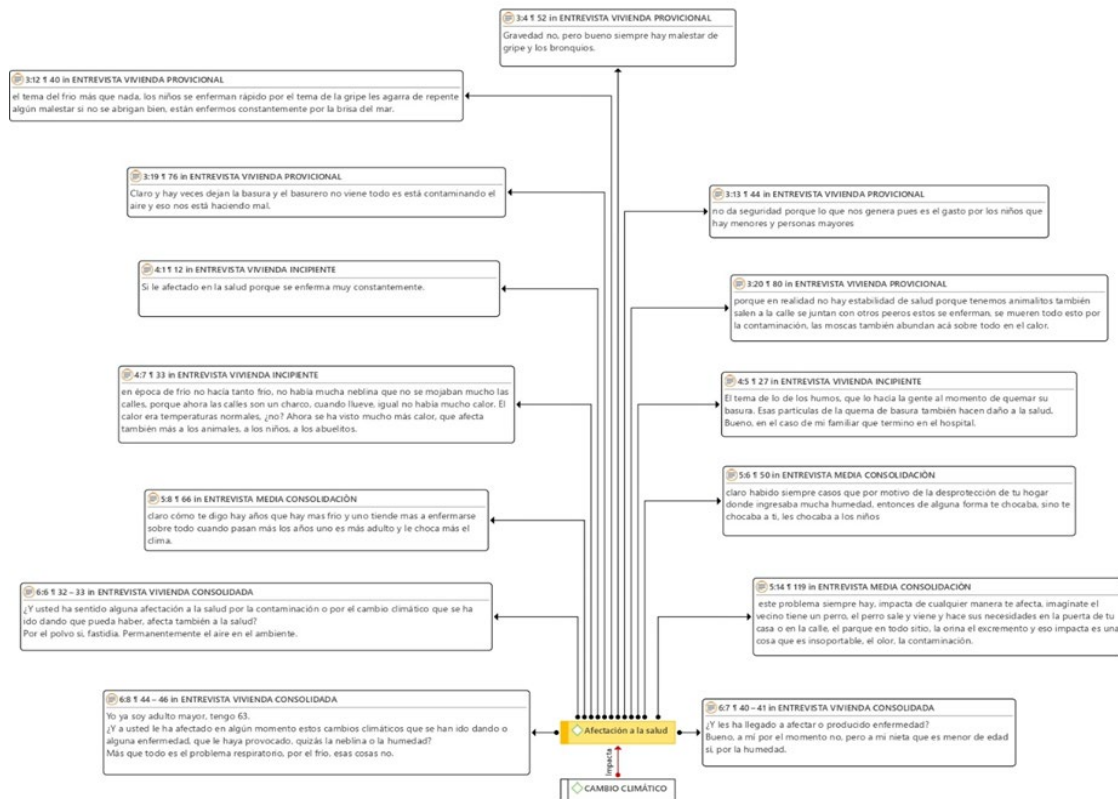 3:4 ¶ 52 in ENTREVISTA VIVIENDA PROVICIONAL
Gravedad no, pero bueno siempre hay malestar de
gripe y los bronquios.
3:12 ¶ 40 in ENTREVISTA VIVIENDA PROVICIONAL
el tema del frio más que nada, los niños se enferman rápido por el tema de la gripe les agarra de repente
algún malestar si no se abrigan bien, están enfermos constantemente por la brisa del mar.
3:19 ¶ 76 in ENTREVISTA VIVIENDA PROVICIONAL
Claro y hay veces dejan la basura y el basurero no viene todo es está contaminando el
aire y eso nos está haciendo mal.
3:13 ¶ 44 in ENTREVISTA VIVIENDA PROVICIONAL
no da seguridad porque lo que nos genera pues es el gasto por los niños que
hay menores y personas mayores
4:1 ¶ 12 in ENTREVISTA VIVIENDA INCIPIENTE
Si le afectado en la salud porque se enferma muy constantemente.
3:20 ¶ 80 in ENTREVISTA VIVIENDA PROVICIONAL
porque en realidad no hay estabilidad de salud porque tenemos animalitos también
salen a la calle se juntan con otros peeros estos se enferman, se mueren todo esto por
la contaminación, las moscas también abundan acá sobre todo en el calor.
4:7 ¶ 33 in ENTREVISTA VIVIENDA INCIPIENTE
en época de frio no hacía tanto frio, no había mucha neblina que no se mojaban mucho las
calles, porque ahora las calles son un charco, cuando llueve, igual no había mucho calor. El
calor era temperaturas normales, ¿no? Ahora se ha visto mucho más calor, que afecta
también más a los animales, a los niños, a los abuelitos.
4:5 ¶ 27 in ENTREVISTA VIVIENDA INCIPIENTE
El tema de lo de los humos, que lo hacía la gente al momento de quemar su
basura. Esas partículas de la quema de basura también hacen daño a la salud.
Bueno, en el caso de mi familiar que termino en el hospital.
5:6 ¶ 50 in ENTREVISTA MEDIA CONSOLIDACIÓN
claro habido siempre casos que por motivo de la desprotección de tu hogar
donde ingresaba mucha humedad, entonces de alguna forma te chocaba, sino te
chocaba a ti, les chocaba a los niños
5:8 ¶ 66 in ENTREVISTA MEDIA CONSOLIDACIÓN
claro cómo te digo hay años que hay mas frio y uno tiende mas a enfermarse
sobre todo cuando pasan más los años uno es más adulto y le choca más el
clima.
5:14 ¶ 119 in ENTREVISTA MEDIA CONSOLIDACIÓN
este problema siempre hay, impacta de cualquier manera te afecta, imagínate el
vecino tiene un perro, el perro sale y viene y hace sus necesidades en la puerta de tu
casa o en la calle, el parque en todo sitio, la orina el excremento y eso impacta es una
cosa que es insoportable, el olor, la contaminación.
6:6 ¶ 32 – 33 in ENTREVISTA VIVIENDA CONSOLIDADA
¿Y usted ha sentido alguna afectación a la salud por la contaminación o por el cambio climático que se ha
ido dando que pueda haber, afecta también a la salud?
Por el polvo si, fastidia. Permanentemente el aire en el ambiente.
6:8 ¶ 44 – 46 in ENTREVISTA VIVIENDA CONSOLIDADA
Yo ya soy adulto mayor, tengo 63.
¿Y a usted le ha afectado en algún momento estos cambios climáticos que se han ido dando o
alguna enfermedad, que le haya provocado, quizás la neblina o la humedad?
Más que todo es el problema respiratorio, por el frío, esas cosas no.
6:7 ¶ 40 – 41 in ENTREVISTA VIVIENDA CONSOLIDADA
¿Y les ha llegado a afectar o producido enfermedad?
Bueno, a mí por el momento no, pero a mi nieta que es menor de edad
si, por la humedad.
Afectación a la salud
Impacta
CAMBIO CLIMÁTICO